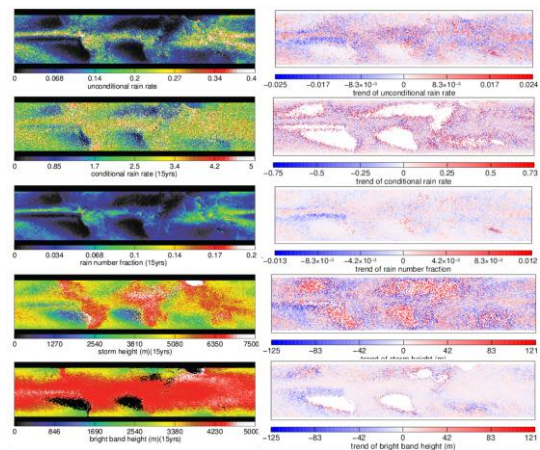 0 0.068 0.14 0.2 0.27 0.34 0.4
unconditional rain rate
−0.025 −0.017 −8.3×10⁻³ 0 8.3×10⁻³ 0.017 0.024
trend of unconditional rain rate
0 0.85 1.7 2.5 3.4 4.2 5
conditional rain rate (15yrs)
−0.75 −0.5 −0.25 0 0.25 0.5 0.73
trend of conditional rain rate
0 0.034 0.068 0.1 0.14 0.17 0.2
rain number fraction (15yrs)
−0.013 −8.3×10⁻³ −4.2×10⁻³ 0 4.2×10⁻³ 8.3×10⁻³ 0.012
trend of rain number fraction
0 1270 2540 3810 5080 6350 7500
storm height (m)(15yrs)
−125 −83 −42 0 42 83 121
trend of storm height (m)
0 846 1690 2540 3380 4230 5000
bright band height (m)(15yrs)
−125 −83 −42 0 42 83 121
trend of bright band height (m)